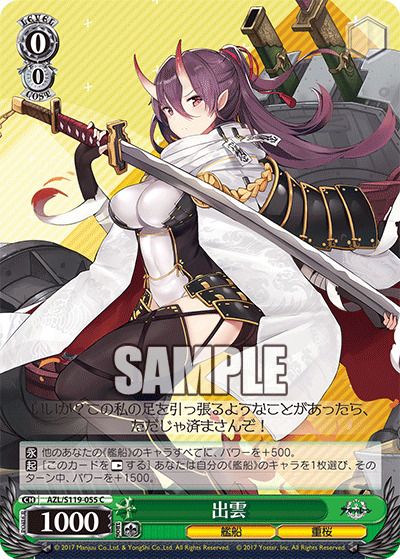 LEVEL
0
0
COST
SAMPLE
いいか?この私の足を引っ張るようなことがあったら、
ただじゃ済まさんぞ!
永 他のあなたの《艦船》のキャラすべてに、パワーを+500。
起 [このカードを する] あなたは自分の《艦船》のキャラを1枚選び、そのターン中、パワーを+1500。
CH AZL/S119-055 C
出雲
1000
艦船 重桜
© 2017 Manjuu Co.,Ltd. & YongShi Co.,Ltd. All Rights Reserved. © 2017 Yostar, Inc. All Rights Reserved.